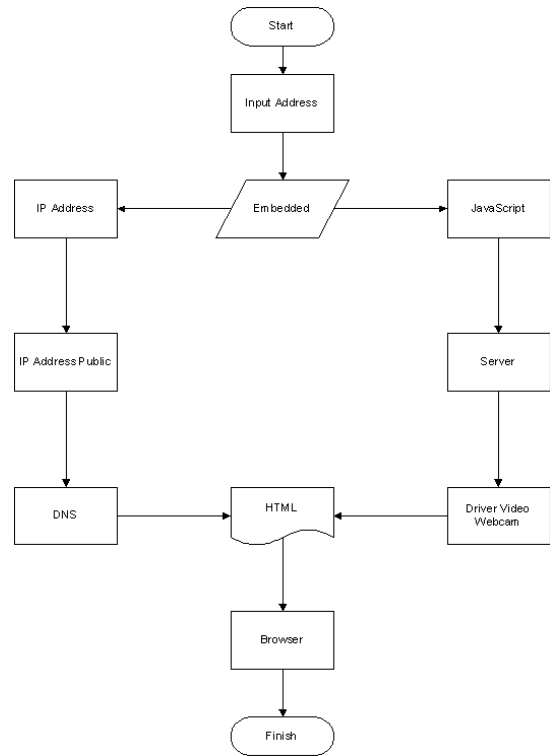 Start
Input Address
IP Address
Embedded
JavaScript
IP Address Public
Server
DNS
HTML
Driver Video
Webcam
Browser
Finish